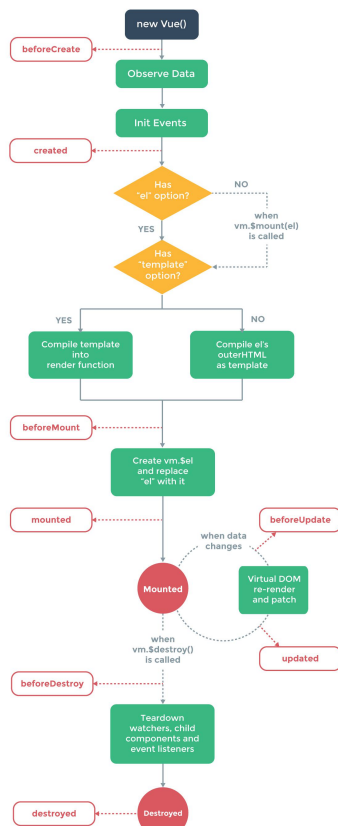 new Vue()
beforeCreate
Observe Data
Init Events
created
Has
"el" option?
NO
when
vm.$mount(el)
is called
YES
Has
"template"
option?
YES
NO
Compile template
into
render function
Compile el's
outerHTML
as template
beforeMount
Create vm.$el
and replace
"el" with it
mounted
beforeUpdate
when data
changes
Mounted
Virtual DOM
re-render
and patch
when
vm.$destroy()
is called
updated
beforeDestroy
Teardown
watchers, child
components and
event listeners
destroyed
Destroyed